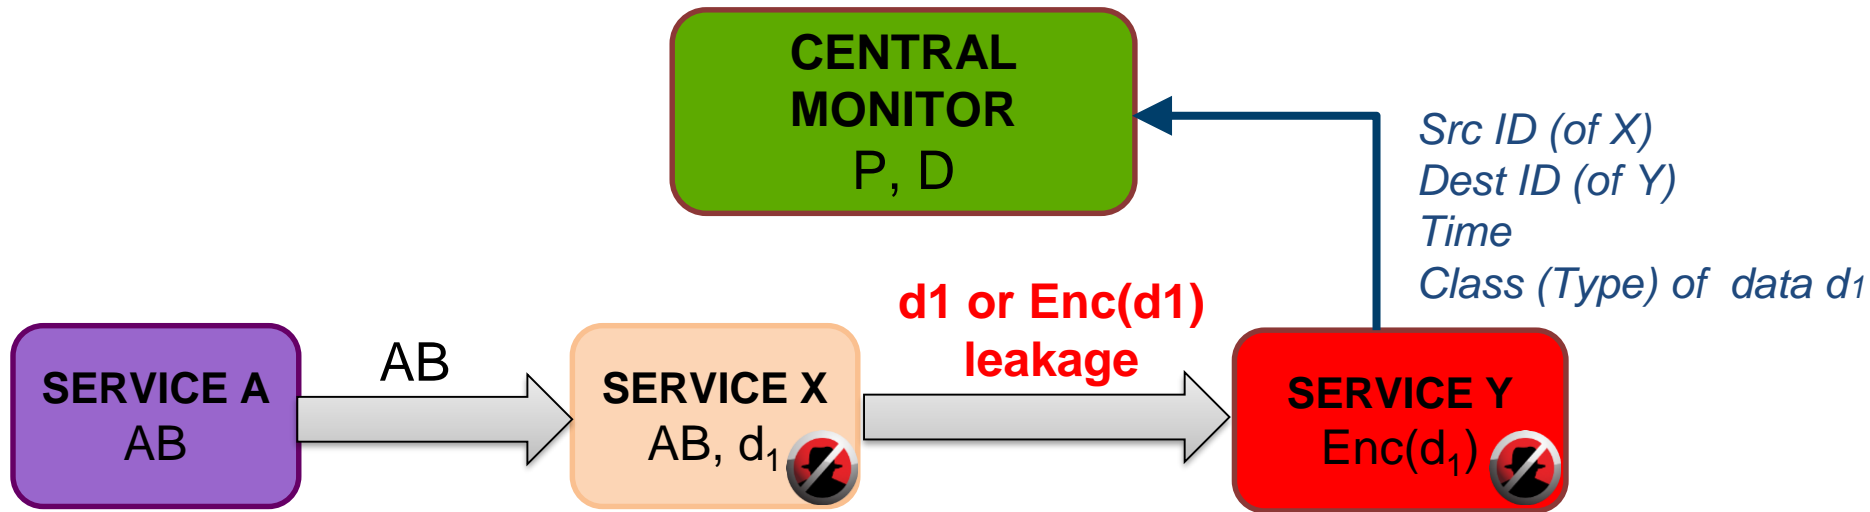 CENTRAL
MONITOR
P, D
Src ID (of X)
Dest ID (of Y)
Time
Class (Type) of data d1
d1 or Enc(d1)
leakage
AB
SERVICE A
AB
SERVICE X
AB, d₁
SERVICE Y
Enc(d₁)